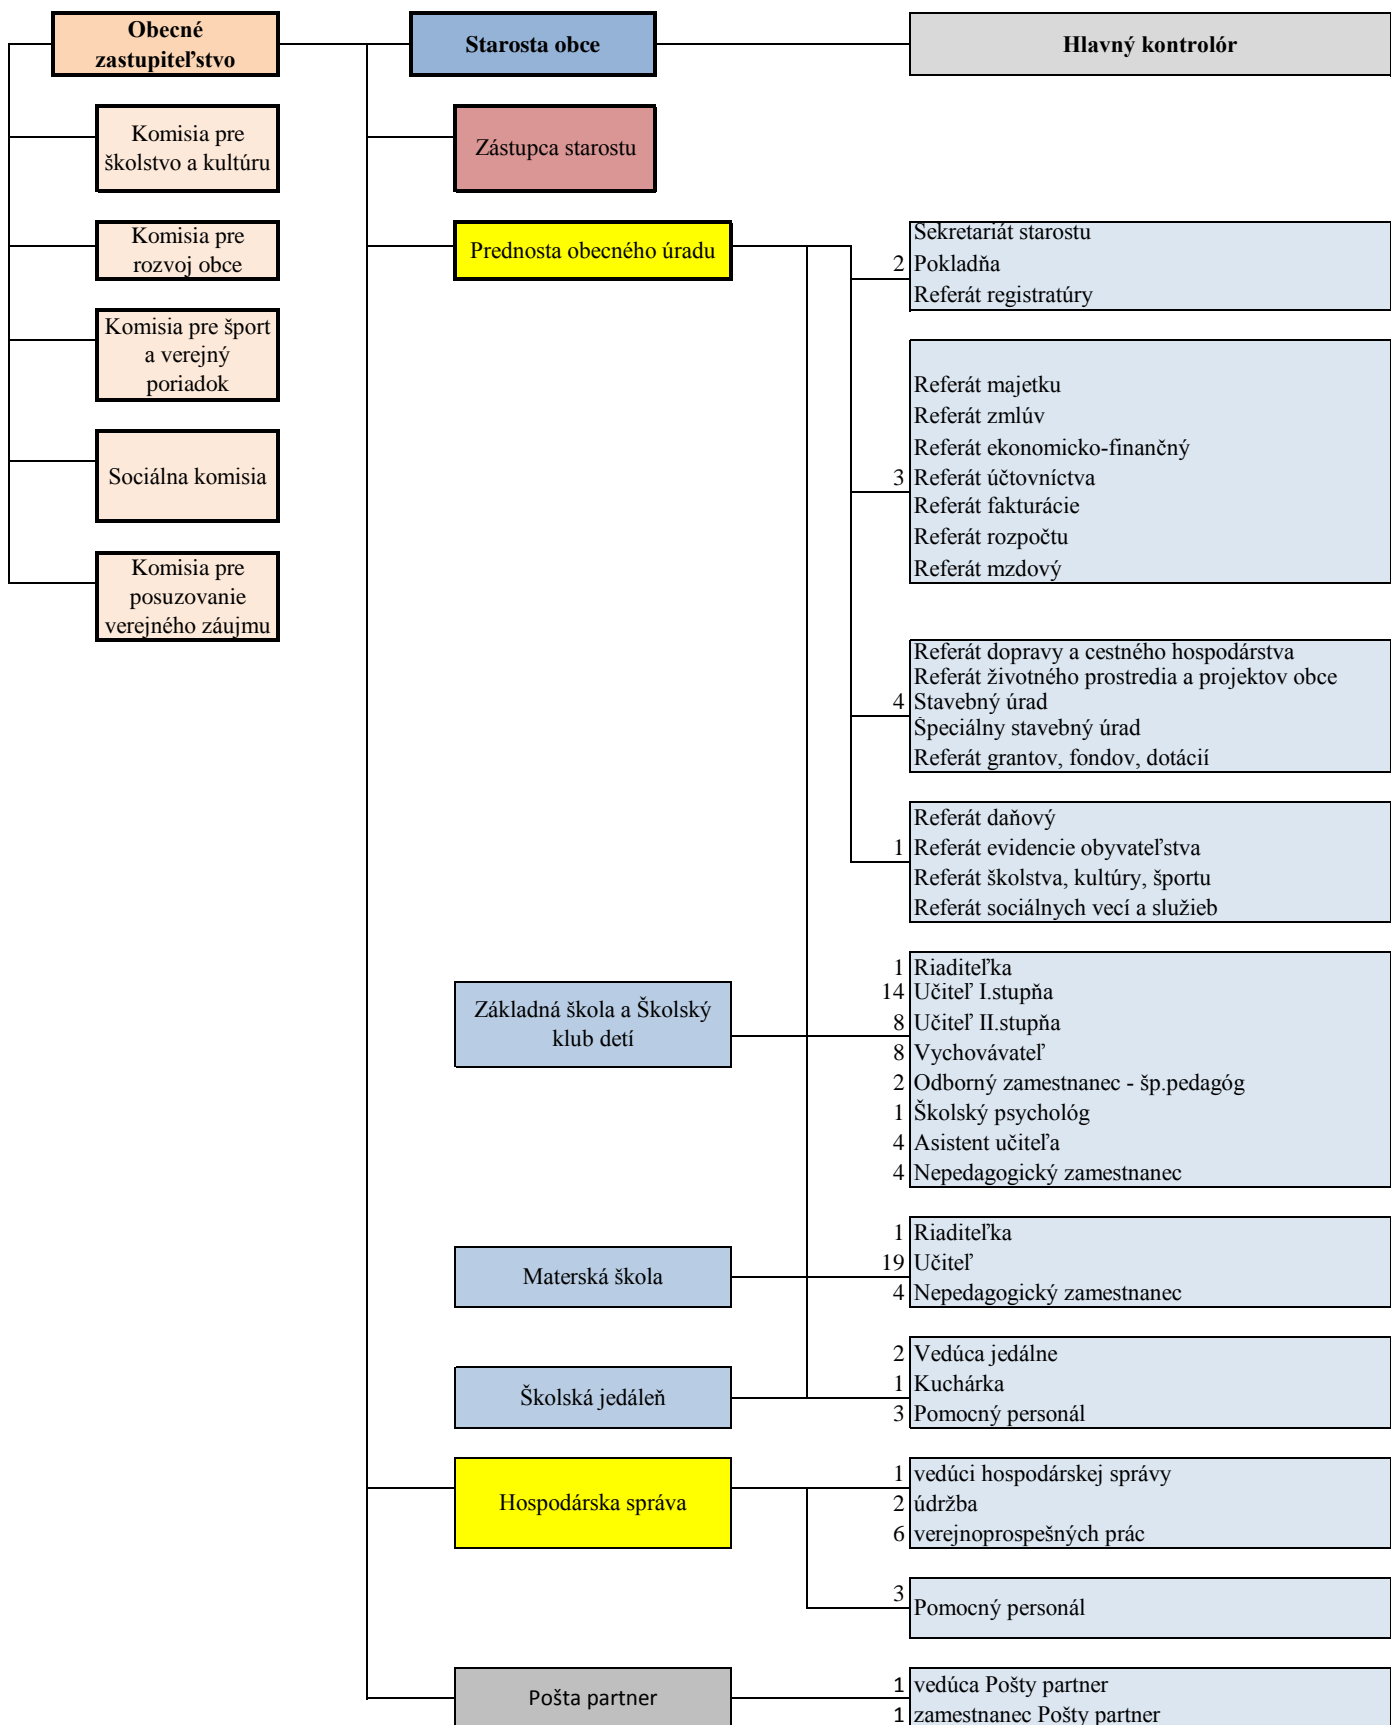 Obecné
zastupiteľstvo
Starosta obce
Hlavný kontrolór
Komisia pre
školstvo a kultúru
Zástupca starostu
Komisia pre
rozvoj obce
Prednosta obecného úradu
Sekretariát starostu
2 Pokladňa
Referát registratúry
Komisia pre šport
a verejný
poriadok
Referát majetku
Referát zmlúv
Referát ekonomicko-finančný
3 Referát účtovníctva
Referát fakturácie
Referát rozpočtu
Referát mzdový
Sociálna komisia
Komisia pre
posuzovanie
verejného záujmu
Referát dopravy a cestného hospodárstva
Referát životného prostredia a projektov obce
4 Stavebný úrad
Špeciálny stavebný úrad
Referát grantov, fondov, dotácií
Referát daňový
1 Referát evidencie obyvateľstva
Referát školstva, kultúry, športu
Referát sociálnych vecí a služieb
Základná škola a Školský
klub detí
1 Riaditeľka
14 Učiteľ I.stupňa
8 Učiteľ II.stupňa
8 Vychovávateľ
2 Odborný zamestnanec - šp.pedagóg
1 Školský psychológ
4 Asistent učiteľa
4 Nepedagogický zamestnanec
Materská škola
1 Riaditeľka
19 Učiteľ
4 Nepedagogický zamestnanec
Školská jedáleň
2 Vedúca jedálne
1 Kuchárka
3 Pomocný personál
Hospodárska správa
1 vedúci hospodárskej správy
2 údržba
6 verejnoprospešných prác
3 Pomocný personál
Pošta partner
1 vedúca Pošty partner
1 zamestnanec Pošty partner